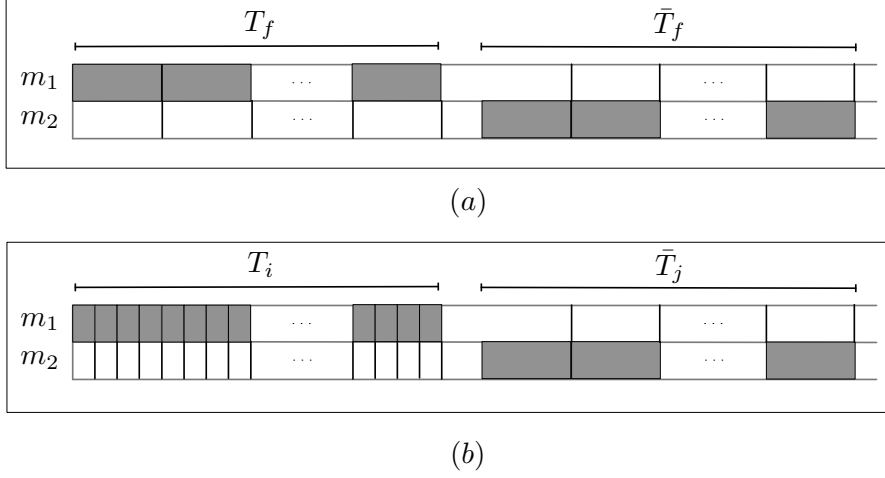 T_f T̄_f
m_1 ...  ...
m_2 ...  ...
(a)
T_i T̄_j
m_1 ...  ...
m_2 ...  ...
(b)